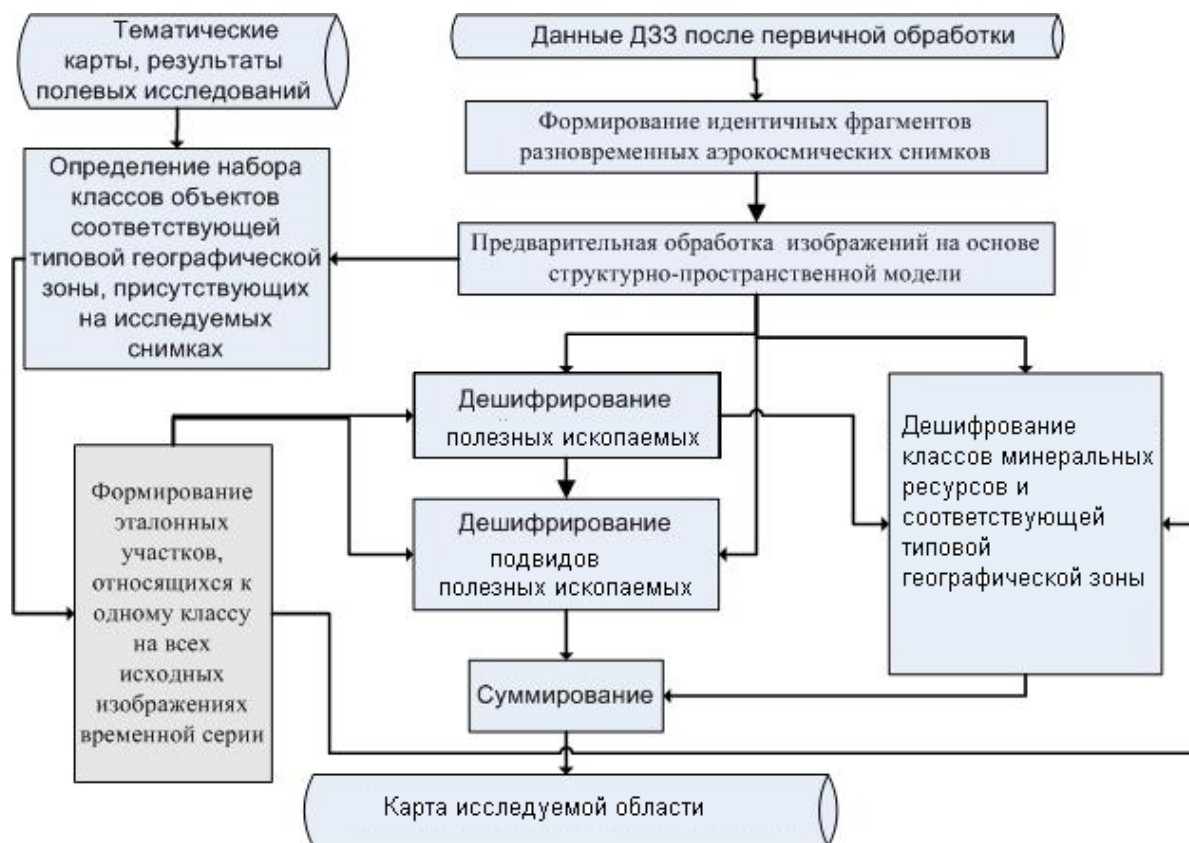 Тематические
карты, результаты
полевых исследований
Данные ДЗЗ после первичной обработки
Формирование идентичных фрагментов
разновременных аэрокосмических снимков
Определение набора
классов объектов
соответствующей
типовой географической
зоны, присутствующих
на исследуемых
снимках
Предварительная обработка изображений на основе
структурно-пространственной модели
Дешифрирование
полезных ископаемых
Дешифрование
классов минеральных
ресурсов и
соответствующей
типовой
географической зоны
Формирование
эталонных
участков,
относящихся к
одному классу
на всех
исходных
изображениях
временной серии
Дешифрирование
подвидов
полезных ископаемых
Суммирование
Карта исследуемой области